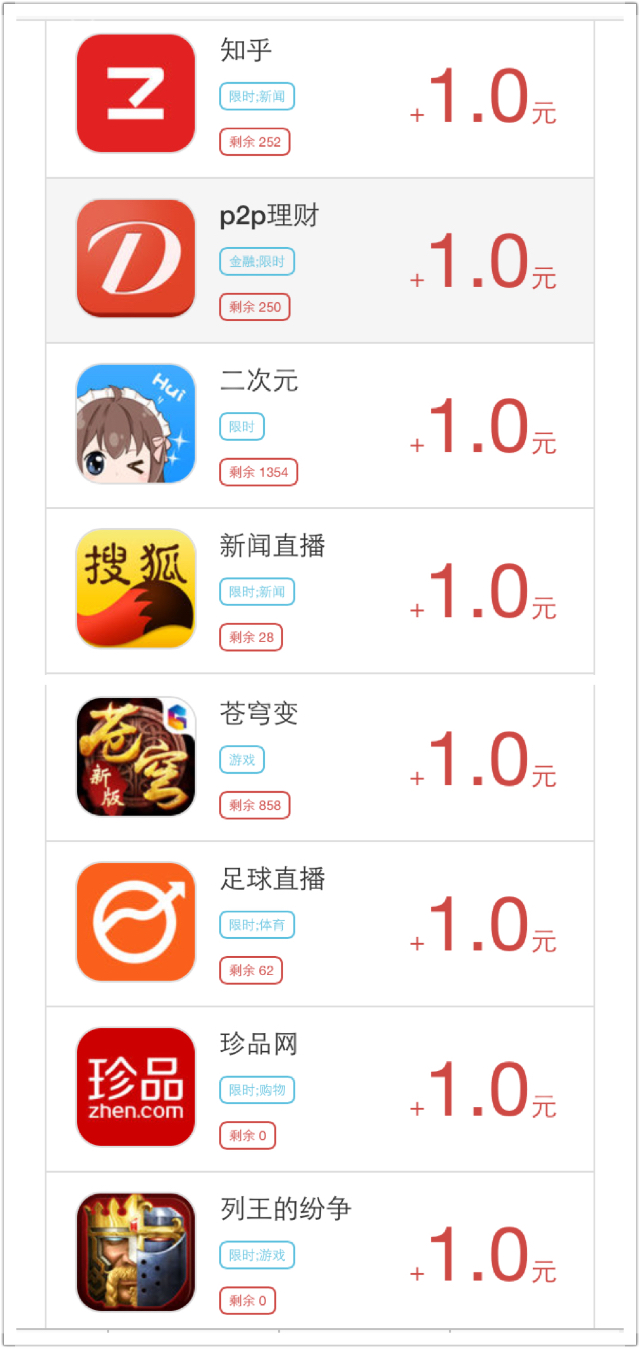 知乎
限时;新闻
剩余 252
+1.0元
p2p理财
金融;限时
剩余 250
+1.0元
Hui
二次元
限时
剩余 1354
+1.0元
搜狐
新闻直播
限时;新闻
剩余 28
+1.0元
苍穹
新版
苍穹变
游戏
剩余 858
+1.0元
足球直播
限时;体育
剩余 62
+1.0元
珍品
zhen.com
珍品网
限时;购物
剩余 0
+1.0元
列王的纷争
限时;游戏
剩余 0
+1.0元